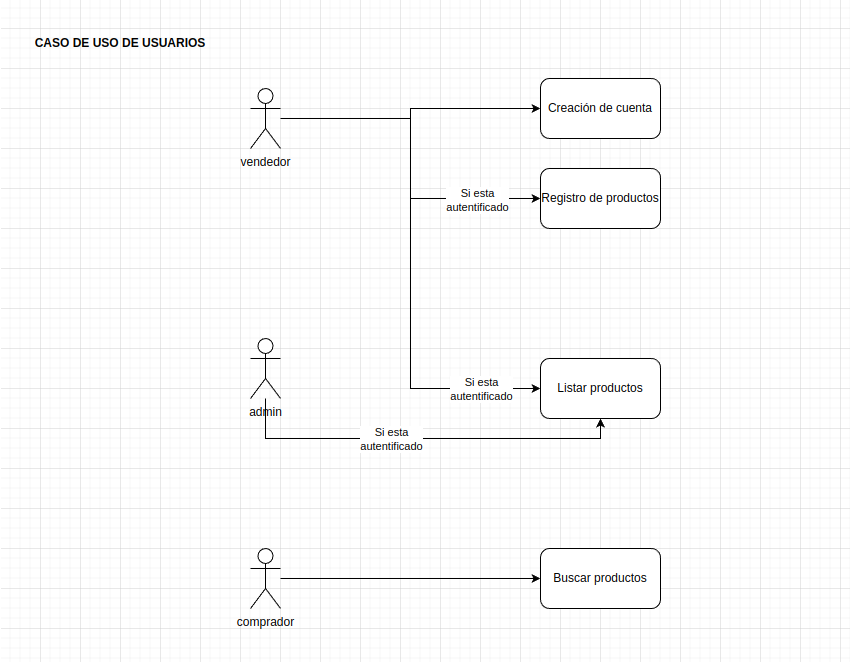 CASO DE USO DE USUARIOS
Creación de cuenta
vendedor
Si esta
autentificado
Registro de productos
Si esta
autentificado
Listar productos
admin
Si esta
autentificado
Buscar productos
comprador